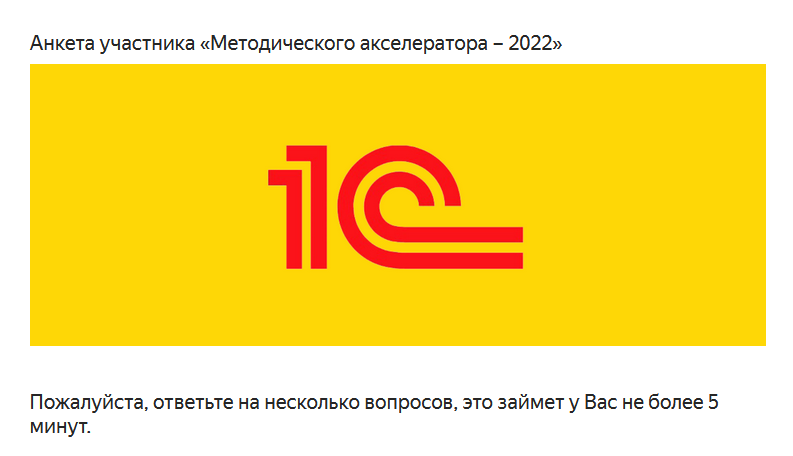 Анкета участника «Методического акселератора – 2022»
1С
Пожалуйста, ответьте на несколько вопросов, это займет у Вас не более 5
минут.